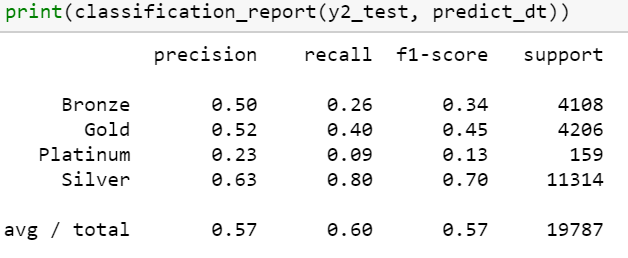 print(classification_report(y2_test, predict_dt))
precision recall f1-score support
Bronze 0.50 0.26 0.34 4108
Gold 0.52 0.40 0.45 4206
Platinum 0.23 0.09 0.13 159
Silver 0.63 0.80 0.70 11314
avg / total 0.57 0.60 0.57 19787